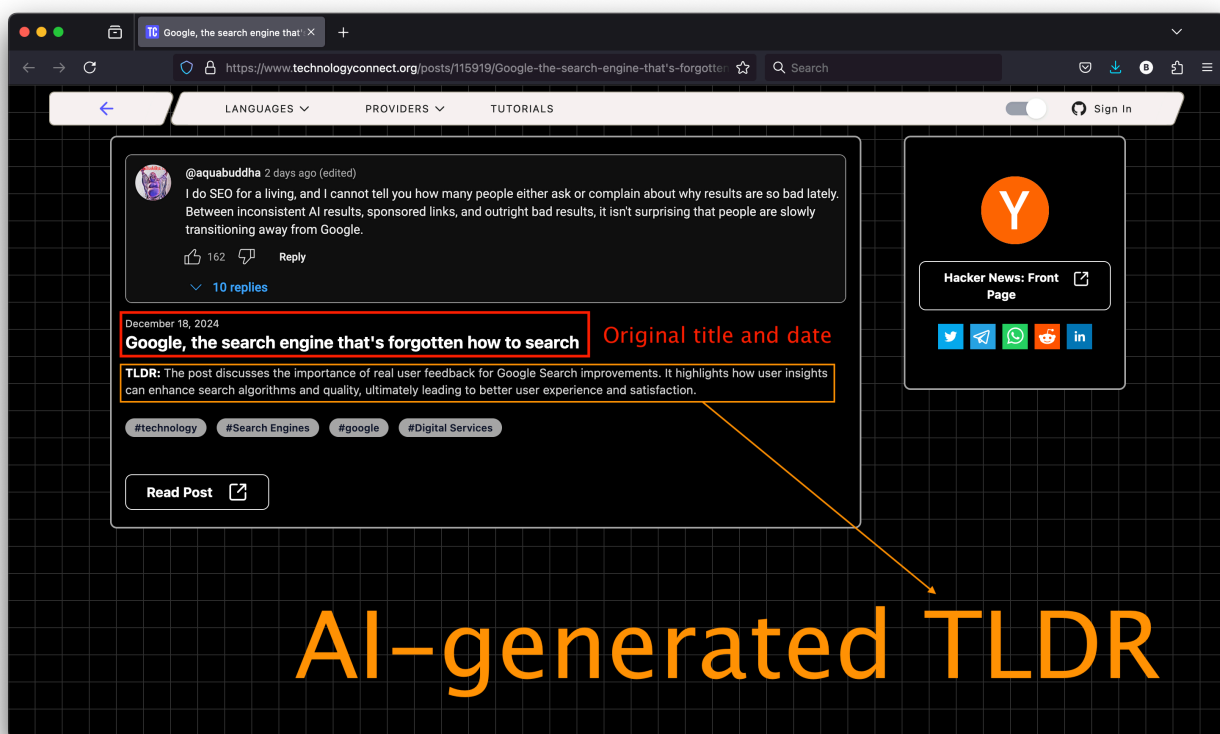 TC Google, the search engine that's
https://www.technologyconnect.org/posts/115919/Google-the-search-engine-that's-forgotten
Search
B
LANGUAGES
PROVIDERS
TUTORIALS
Sign In
@aquabuddha 2 days ago (edited)
I do SEO for a living, and I cannot tell you how many people either ask or complain about why results are so bad lately.
Between inconsistent AI results, sponsored links, and outright bad results, it isn't surprising that people are slowly
transitioning away from Google.
162 Reply
10 replies
December 18, 2024
Google, the search engine that's forgotten how to search
Original title and date
TLDR: The post discusses the importance of real user feedback for Google Search improvements. It highlights how user insights
can enhance search algorithms and quality, ultimately leading to better user experience and satisfaction.
#technology #Search Engines #google #Digital Services
Read Post
Y
Hacker News: Front
Page
in
AI-generated TLDR